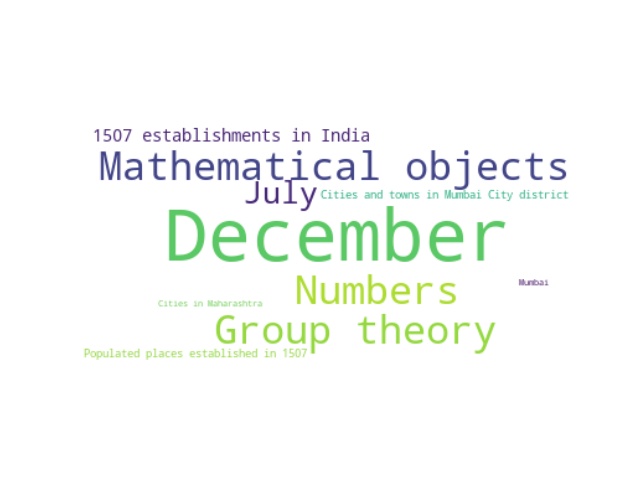 1507 establishments in India
Mathematical objects
July
Cities and towns in Mumbai City district
December
Mumbai
Numbers
Cities in Maharashtra
Group theory
Populated places established in 1507